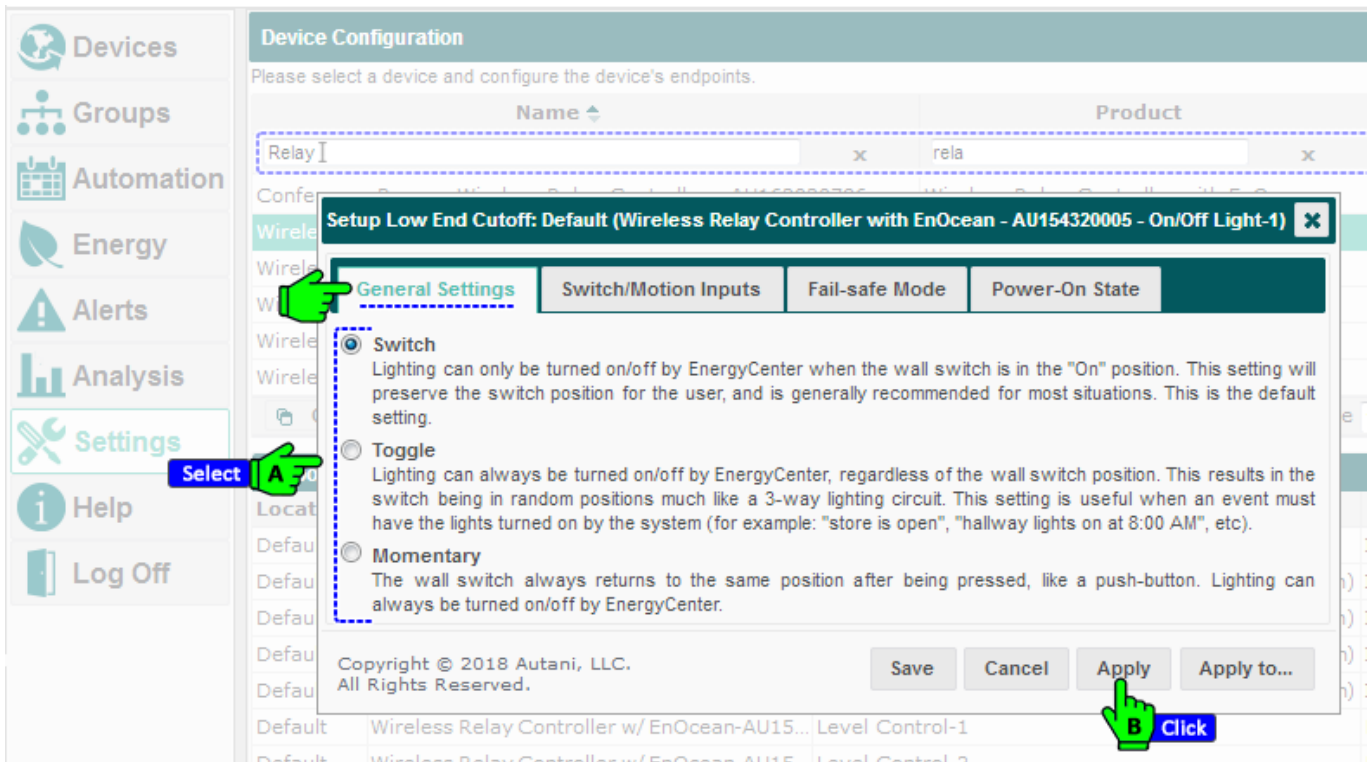 Devices
Groups
Automation
Energy
Alerts
Analysis
Settings
Help
Log Off
Device Configuration
Please select a device and configure the device's endpoints.
Name Product
Relay x rela x
Setup Low End Cutoff: Default (Wireless Relay Controller with EnOcean - AU154320005 - On/Off Light-1)
General Settings Switch/Motion Inputs Fail-safe Mode Power-On State
Switch
Lighting can only be turned on/off by EnergyCenter when the wall switch is in the "On" position. This setting will
preserve the switch position for the user, and is generally recommended for most situations. This is the default
setting.
Select A
Toggle
Lighting can always be turned on/off by EnergyCenter, regardless of the wall switch position. This results in the
switch being in random positions much like a 3-way lighting circuit. This setting is useful when an event must
have the lights turned on by the system (for example: "store is open", "hallway lights on at 8:00 AM", etc).
Momentary
The wall switch always returns to the same position after being pressed, like a push-button. Lighting can
always be turned on/off by EnergyCenter.
Copyright © 2018 Autani, LLC.
All Rights Reserved.
Save Cancel Apply Apply to...
B Click
Default Wireless Relay Controller w/ EnOcean-AU15... Level Control-1